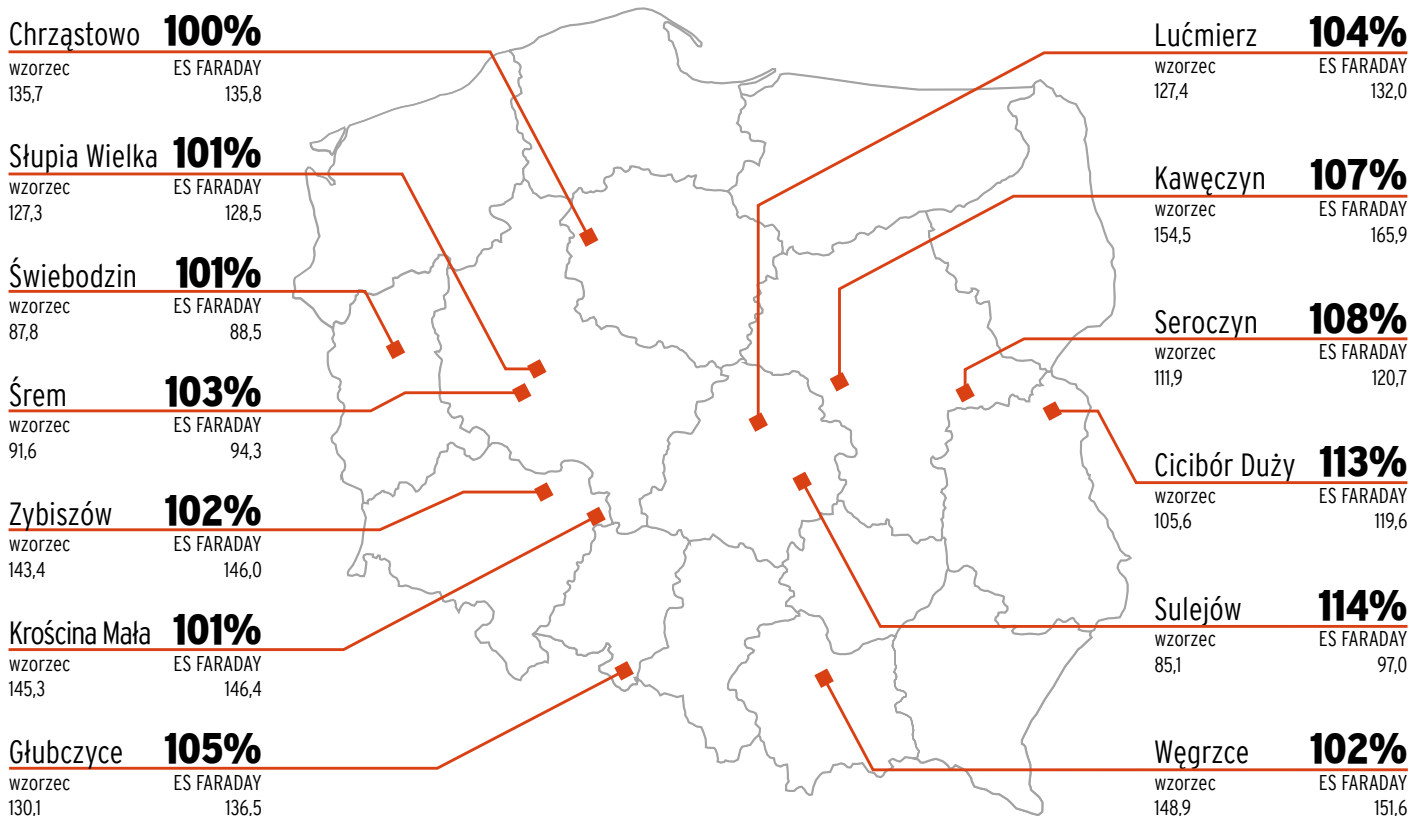 Chrząstowo 100%
wzorzec ES FARADAY
135,7 135,8
Słupia Wielka 101%
wzorzec ES FARADAY
127,3 128,5
Świebodzin 101%
wzorzec ES FARADAY
87,8 88,5
Śrem 103%
wzorzec ES FARADAY
91,6 94,3
Zybiszów 102%
wzorzec ES FARADAY
143,4 146,0
Krościna Mała 101%
wzorzec ES FARADAY
145,3 146,4
Głubczyce 105%
wzorzec ES FARADAY
130,1 136,5
Lućmierz 104%
wzorzec ES FARADAY
127,4 132,0
Kawęczyn 107%
wzorzec ES FARADAY
154,5 165,9
Seroczyn 108%
wzorzec ES FARADAY
111,9 120,7
Cicibór Duży 113%
wzorzec ES FARADAY
105,6 119,6
Sulejów 114%
wzorzec ES FARADAY
85,1 97,0
Węgrzce 102%
wzorzec ES FARADAY
148,9 151,6